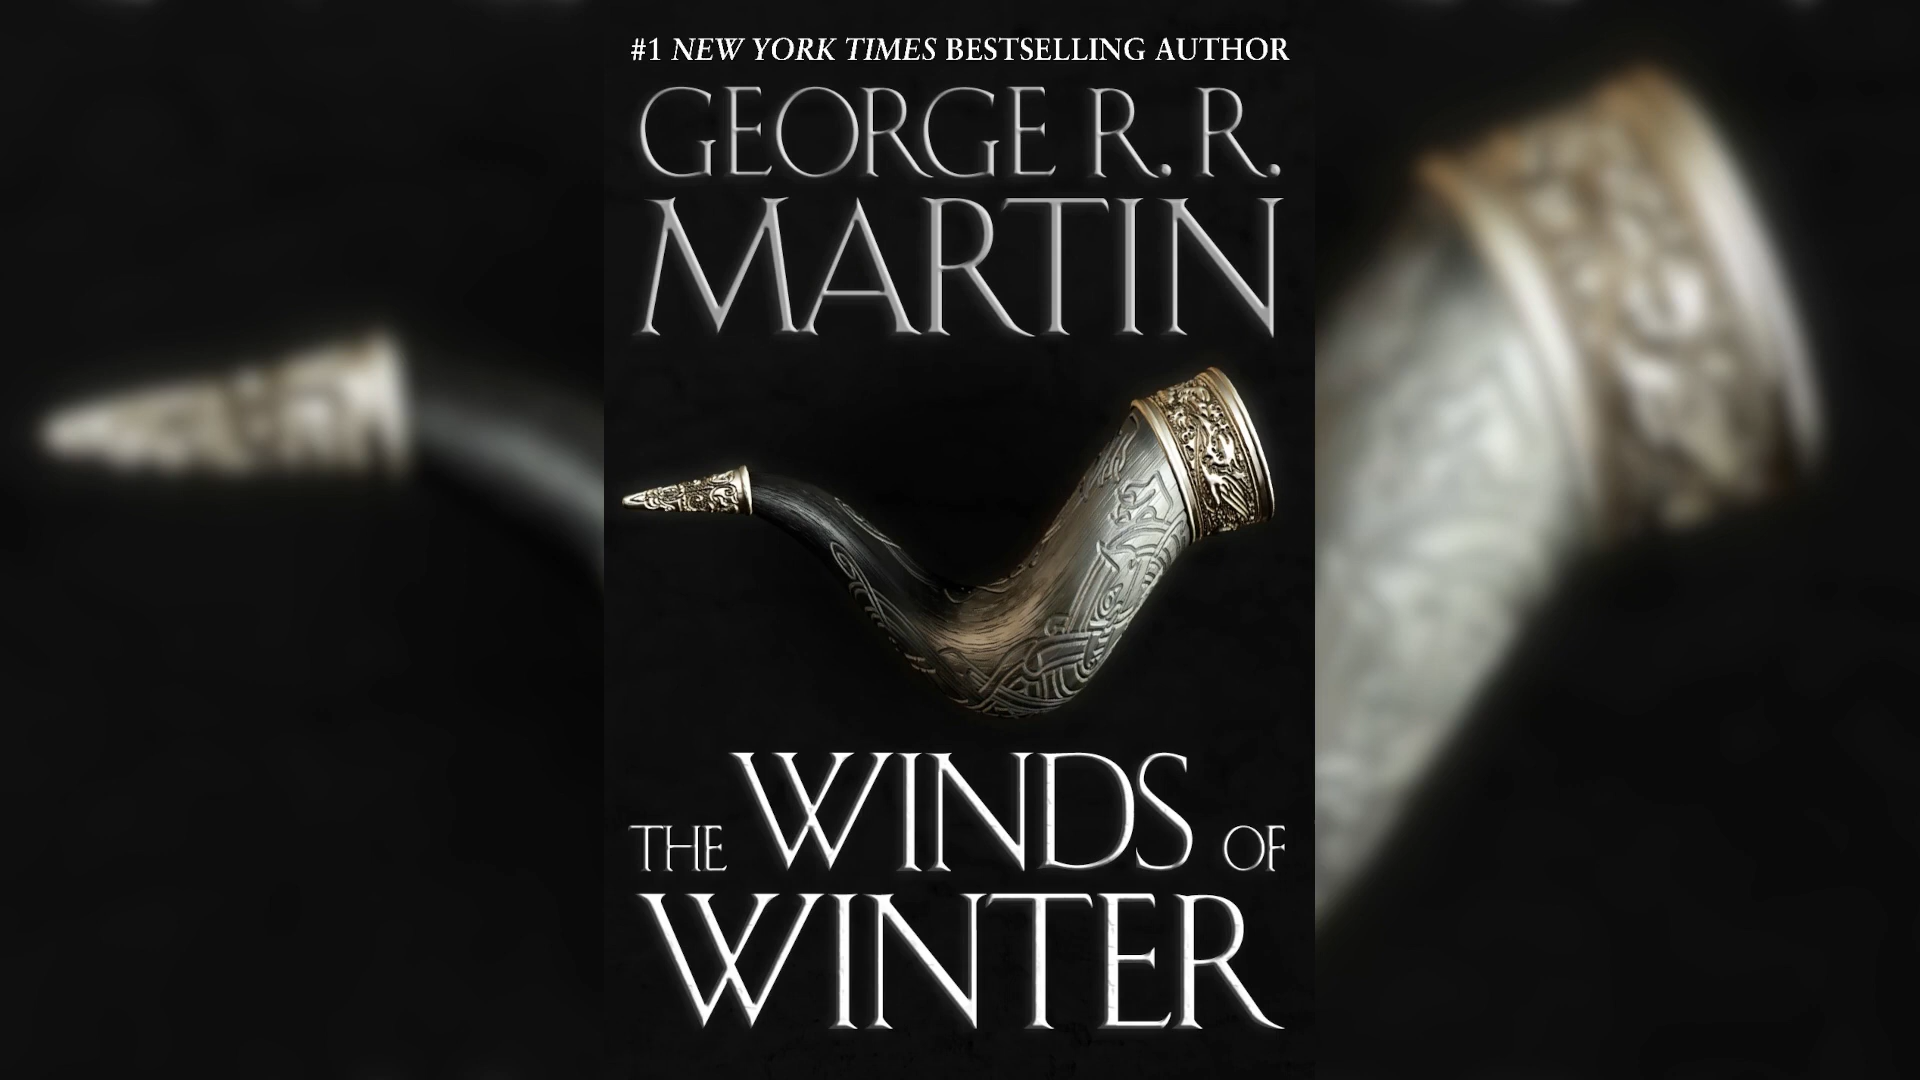 #1 NEW YORK TIMES BESTSELLING AUTHOR
GEORGE R. R.
MARTIN
THE WINDS OF
WINTER